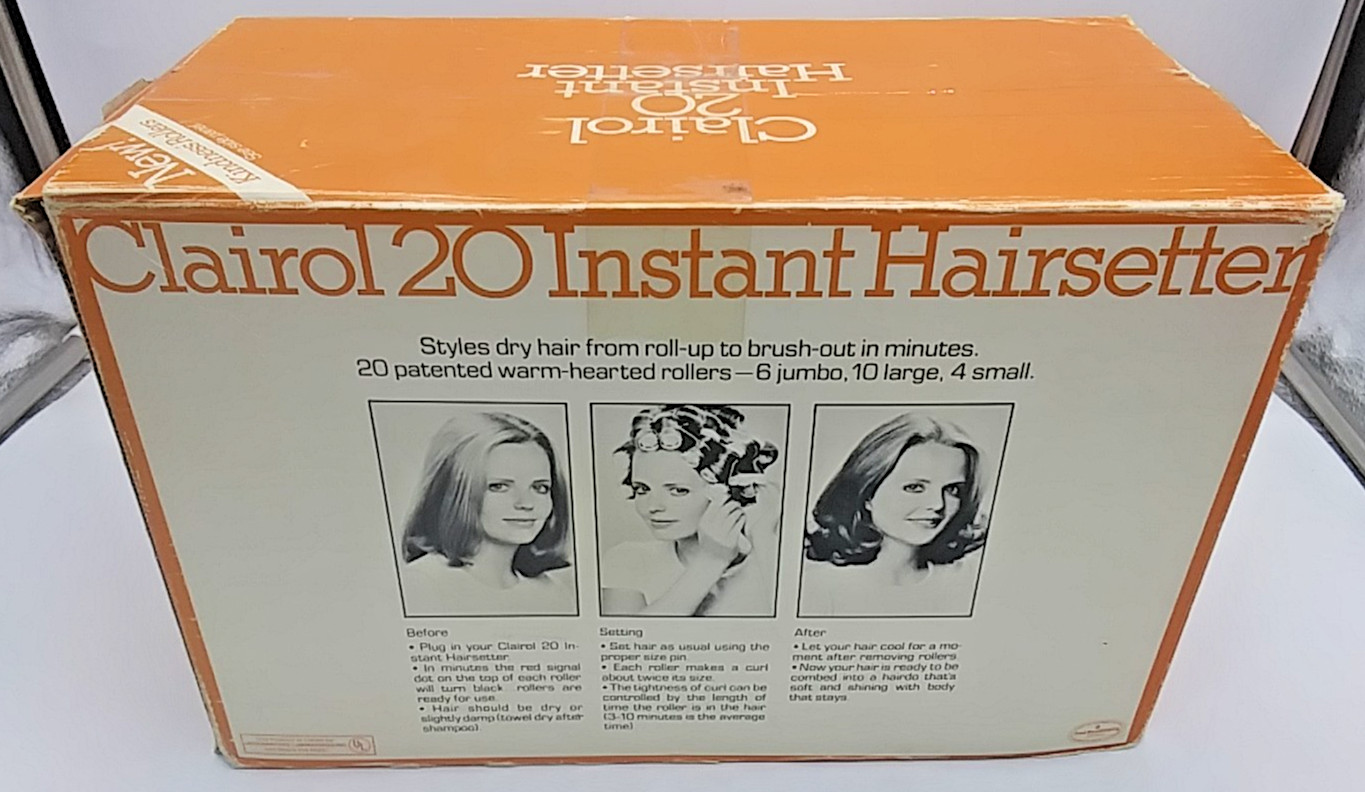 Clairol
20
Instant
Hairsetter
New!
Kindness Rollers
See side panel
Clairol 20 Instant Hairsetter
Styles dry hair from roll-up to brush-out in minutes.
20 patented warm-hearted rollers—6 jumbo, 10 large, 4 small.
Before
• Plug in your Clairol 20 In-
stant Hairsetter.
• In minutes the red signal
dot on the top of each roller
will turn black...rollers are
ready for use.
• Hair should be dry or
slightly damp (towel dry after
shampoo).
Setting
• Set hair as usual using the
proper size pin.
• Each roller makes a curl
about twice its size.
• The tightness of curl can be
controlled by the length of
time the roller is in the hair
(3-10 minutes is the average
time)
After
• Let your hair cool for a mo-
ment after removing rollers.
• Now your hair is ready to be
combed into a hairdo that's
soft and shining with body
that stays.
UL